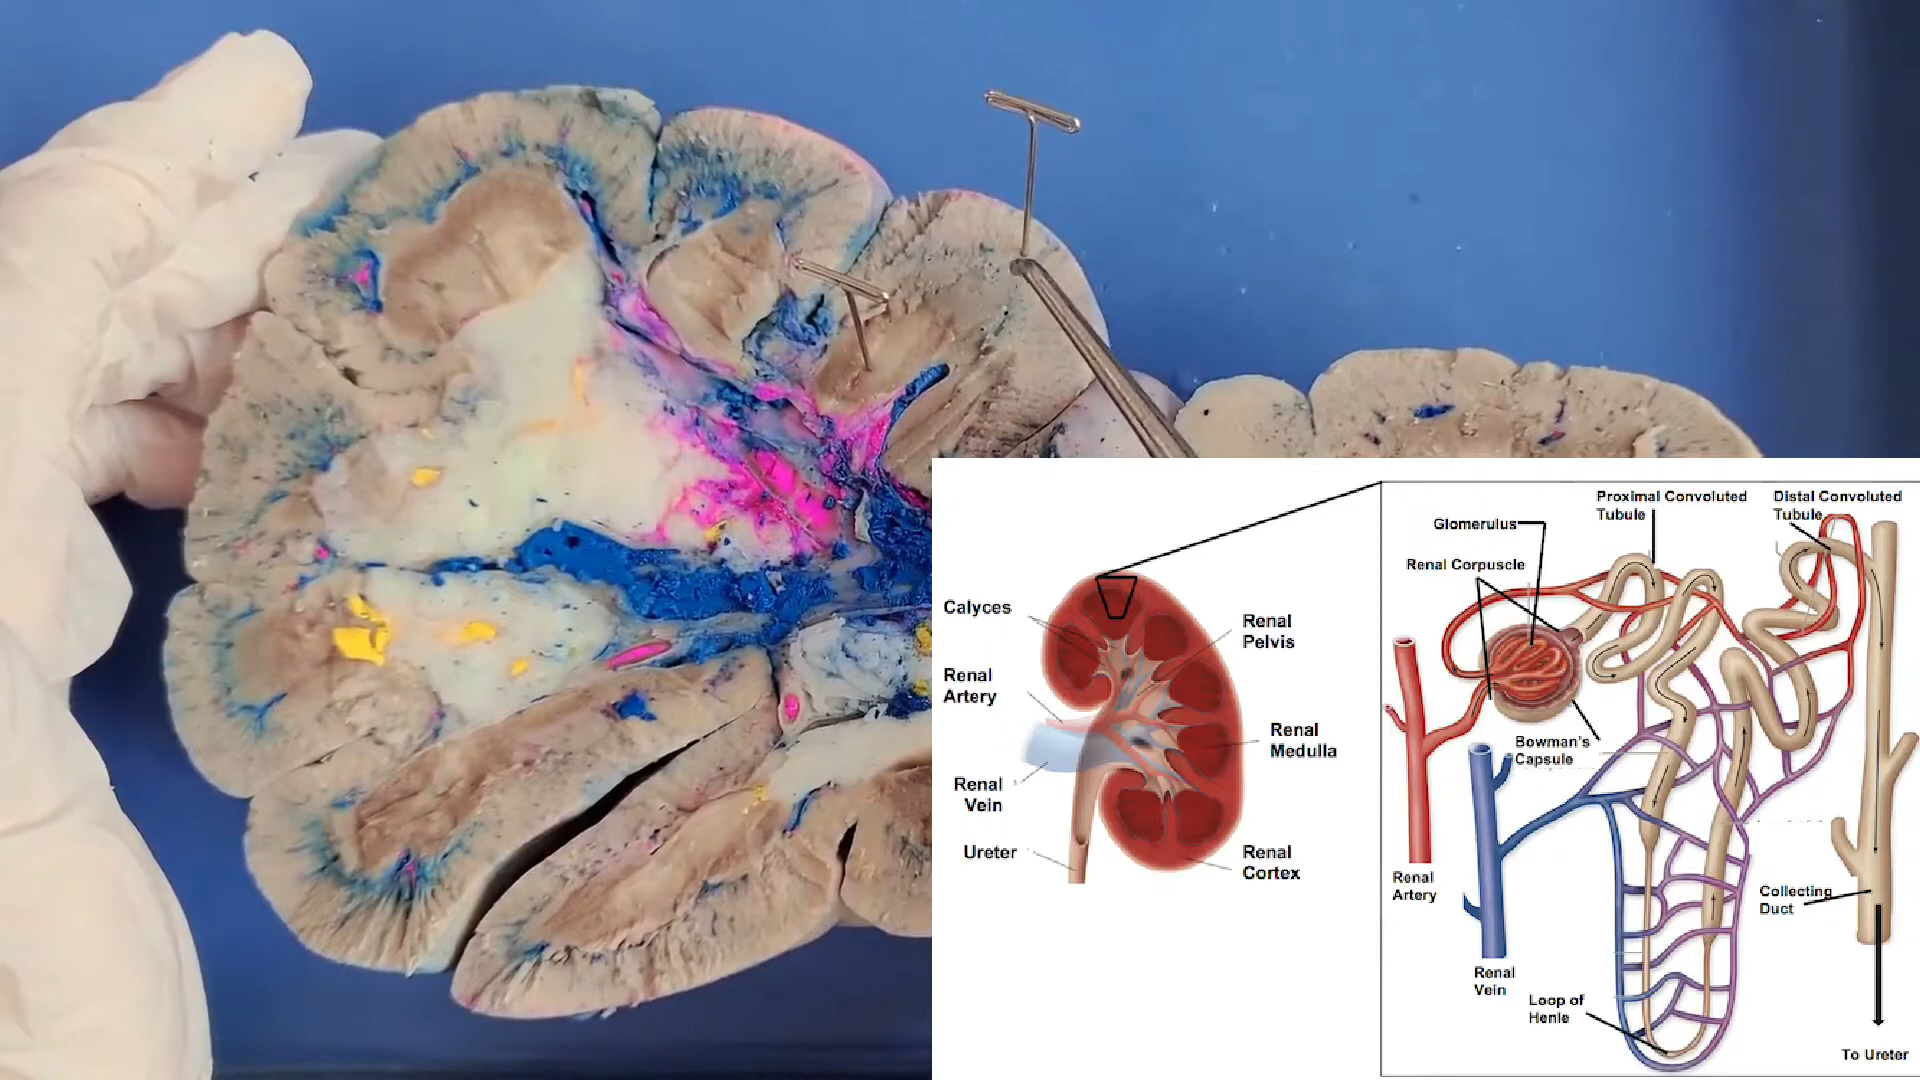 Calyces
Renal
Artery
Renal
Vein
Ureter
Renal
Pelvis
Renal
Medulla
Renal
Cortex
Proximal Convoluted
Tubule
Distal Convoluted
Tubule
Glomerulus
Renal Corpuscle
Bowman's
Capsule
Renal
Artery
Renal
Vein
Loop of
Henle
Collecting
Duct
To Ureter